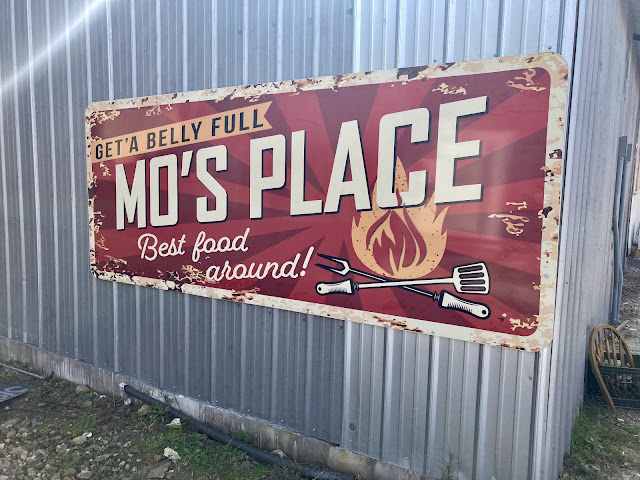 GET'A BELLY FULL
MO'S PLACE
Best food
around!